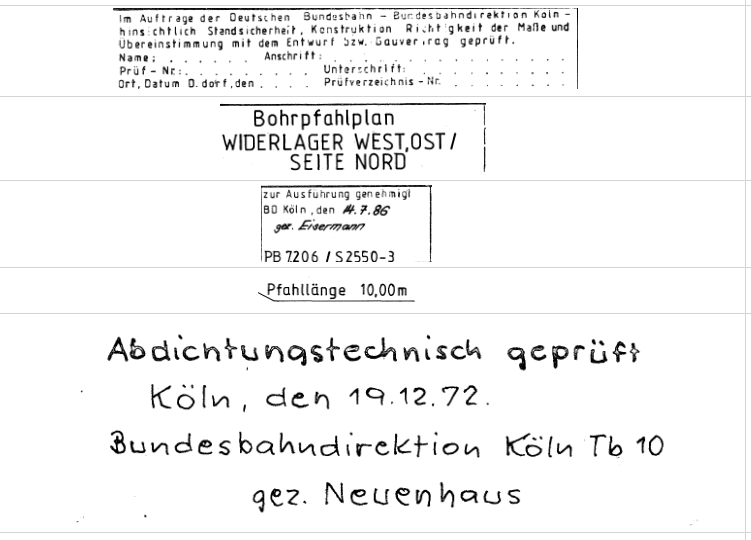 Im Auftrage der Deutschen Bundesbahn - Bundesbahndirektion Köln -
hinsichtlich Standsicherheit, Konstruktion Richtigkeit der Maße und
Übereinstimmung mit dem Entwurf bzw. Bauvertrag geprüft.
Name: . . . . . . Anschrift: . . . . . . . . . . . . . . . .
Prüf-Nr.: . . . . . . . . Unterschrift: . . . . . . . . . .
Ort, Datum D.dorf,den . . . . Prüfverzeichnis-Nr. . . . . . . . .
Bohrpfahlplan
WIDERLAGER WEST,OST/
SEITE NORD
zur Ausführung genehmigt
BD Köln, den 14.7.86
gez. Eisermann
PB 7.206 / S2550-3
Pfahllänge 10,00m
Abdichtungstechnisch geprüft
Köln, den 19.12.72.
Bundesbahndirektion Köln Tb 10
gez. Neuenhaus